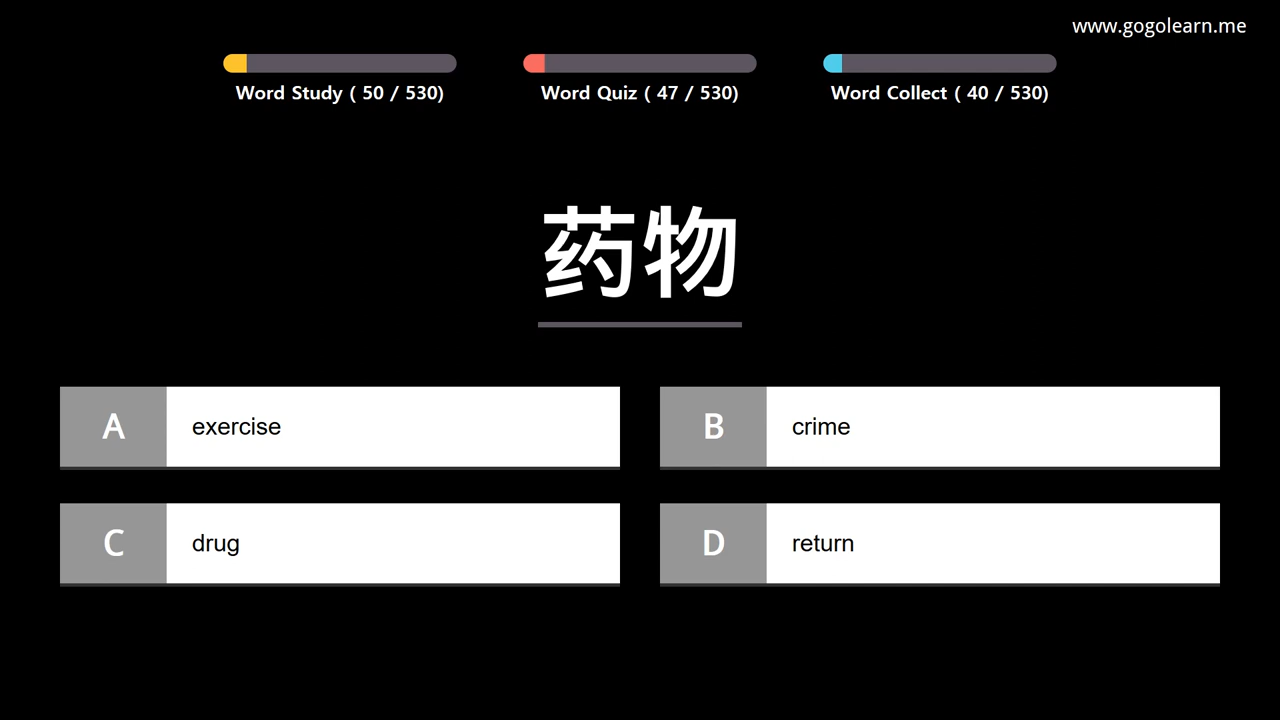 www.gogolearn.me
Word Study ( 50 / 530)
Word Quiz ( 47 / 530)
Word Collect ( 40 / 530)
药物
A exercise
B crime
C drug
D return